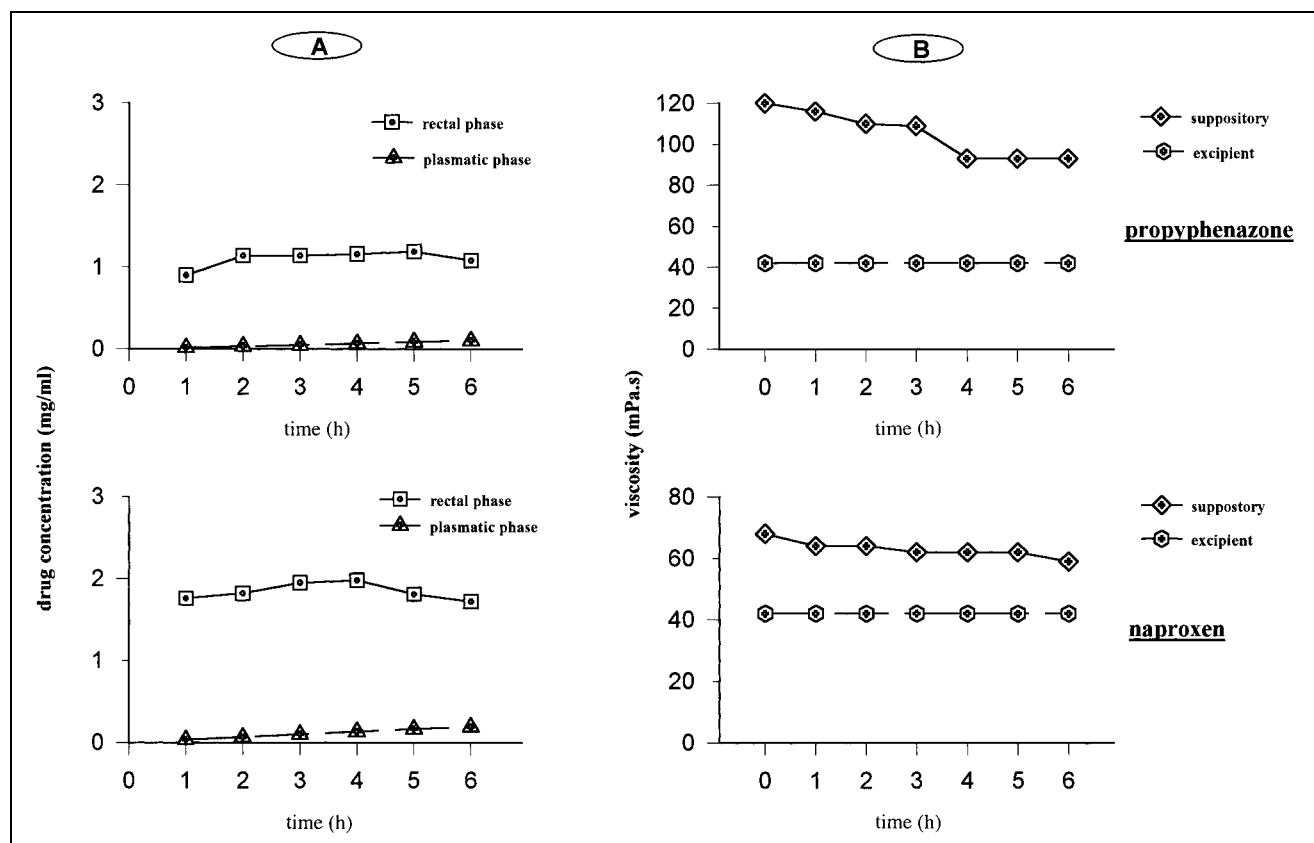 A
B
3
2
1
0
rectal phase
plasmatic phase
0 1 2 3 4 5 6
time (h)
120
100
80
60
40
20
0
suppository
excipient
propyphenazone
0 1 2 3 4 5 6
time (h)
drug concentration (mg/ml)
viscosity (mPa.s)
3
2
1
0
rectal phase
plasmatic phase
0 1 2 3 4 5 6
time (h)
80
60
40
20
0
suppostory
excipient
naproxen
0 1 2 3 4 5 6
time (h)